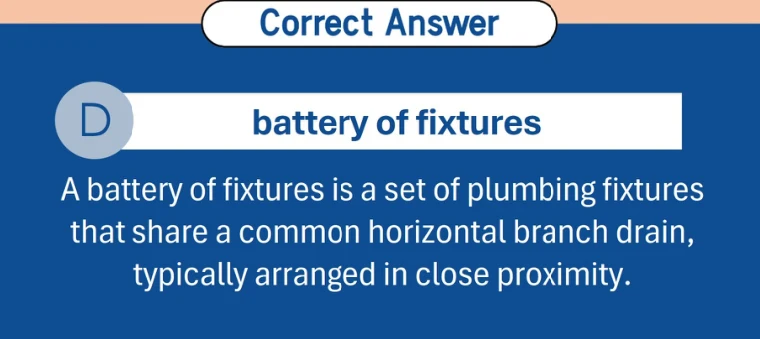 Correct Answer
D
battery of fixtures
A battery of fixtures is a set of plumbing fixtures
that share a common horizontal branch drain,
typically arranged in close proximity.